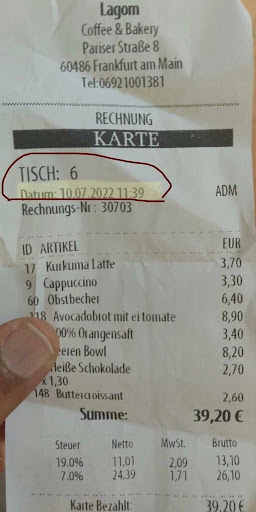 Lagom
Coffee & Bakery
Pariser Straße 8
60486 Frankfurt am Main
Tel:06921001381
RECHNUNG
KARTE
TISCH: 6
Datum: 10.07.2022 11:39 ADM
Rechnungs-Nr: 30703
ID ARTIKEL EUR
17 Kurkuma Latte 3,70
9 Cappuccino 3,30
60 Obstbecher 6,40
118 Avocadobrot mit ei tomate 8,90
00% Orangensaft 3,40
eeren Bowl 8,20
Heiße Schokolade 2,70
x 1,30
148 Buttercroissant 2,60
Summe: 39,20 €
Steuer Netto MwSt. Brutto
19.0% 11,01 2,09 13,10
7.0% 24,39 1,71 26,10
Karte Bezahlt: 39,20 €